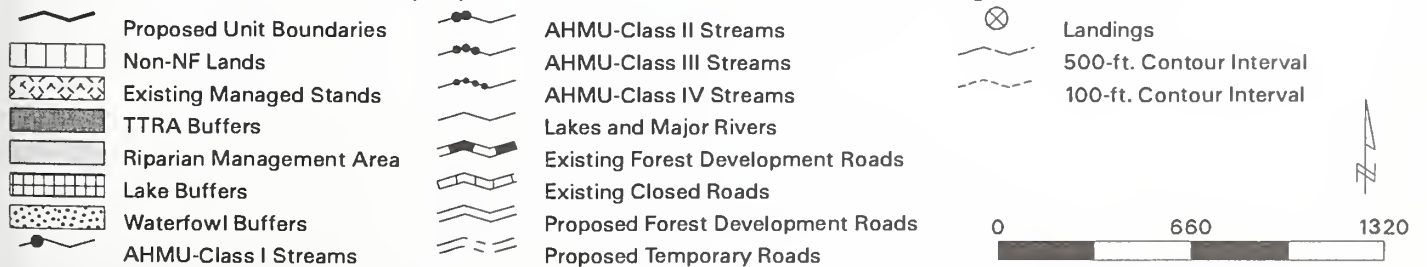 Proposed Unit Boundaries
Non-NF Lands
Existing Managed Stands
TTRA Buffers
Riparian Management Area
Lake Buffers
Waterfowl Buffers
AHMU-Class I Streams
AHMU-Class II Streams
AHMU-Class III Streams
AHMU-Class IV Streams
Lakes and Major Rivers
Existing Forest Development Roads
Existing Closed Roads
Proposed Forest Development Roads
Proposed Temporary Roads
Landings
500-ft. Contour Interval
100-ft. Contour Interval
N
0 660 1320